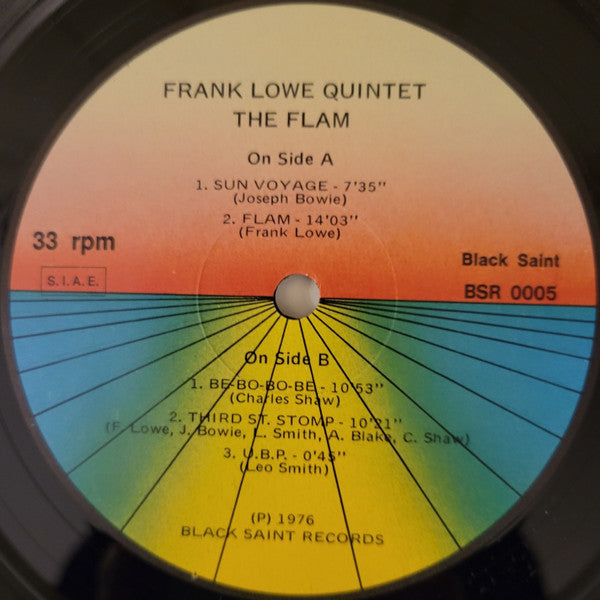 FRANK LOWE QUINTET
THE FLAM
On Side A
1. SUN VOYAGE - 7'35"
(Joseph Bowie)
2. FLAM - 14'03"
(Frank Lowe)
33 rpm
S.I.A.E.
Black Saint
BSR 0005
On Side B
1. BE-BO-BO-BE - 10'53"
(Charles Shaw)
2. THIRD ST. STOMP - 10'21"
(F. Lowe, J. Bowie, L. Smith, A. Blake, C. Shaw)
3. U.B.P. - 0'45"
(Leo Smith)
(P) 1976
BLACK SAINT RECORDS